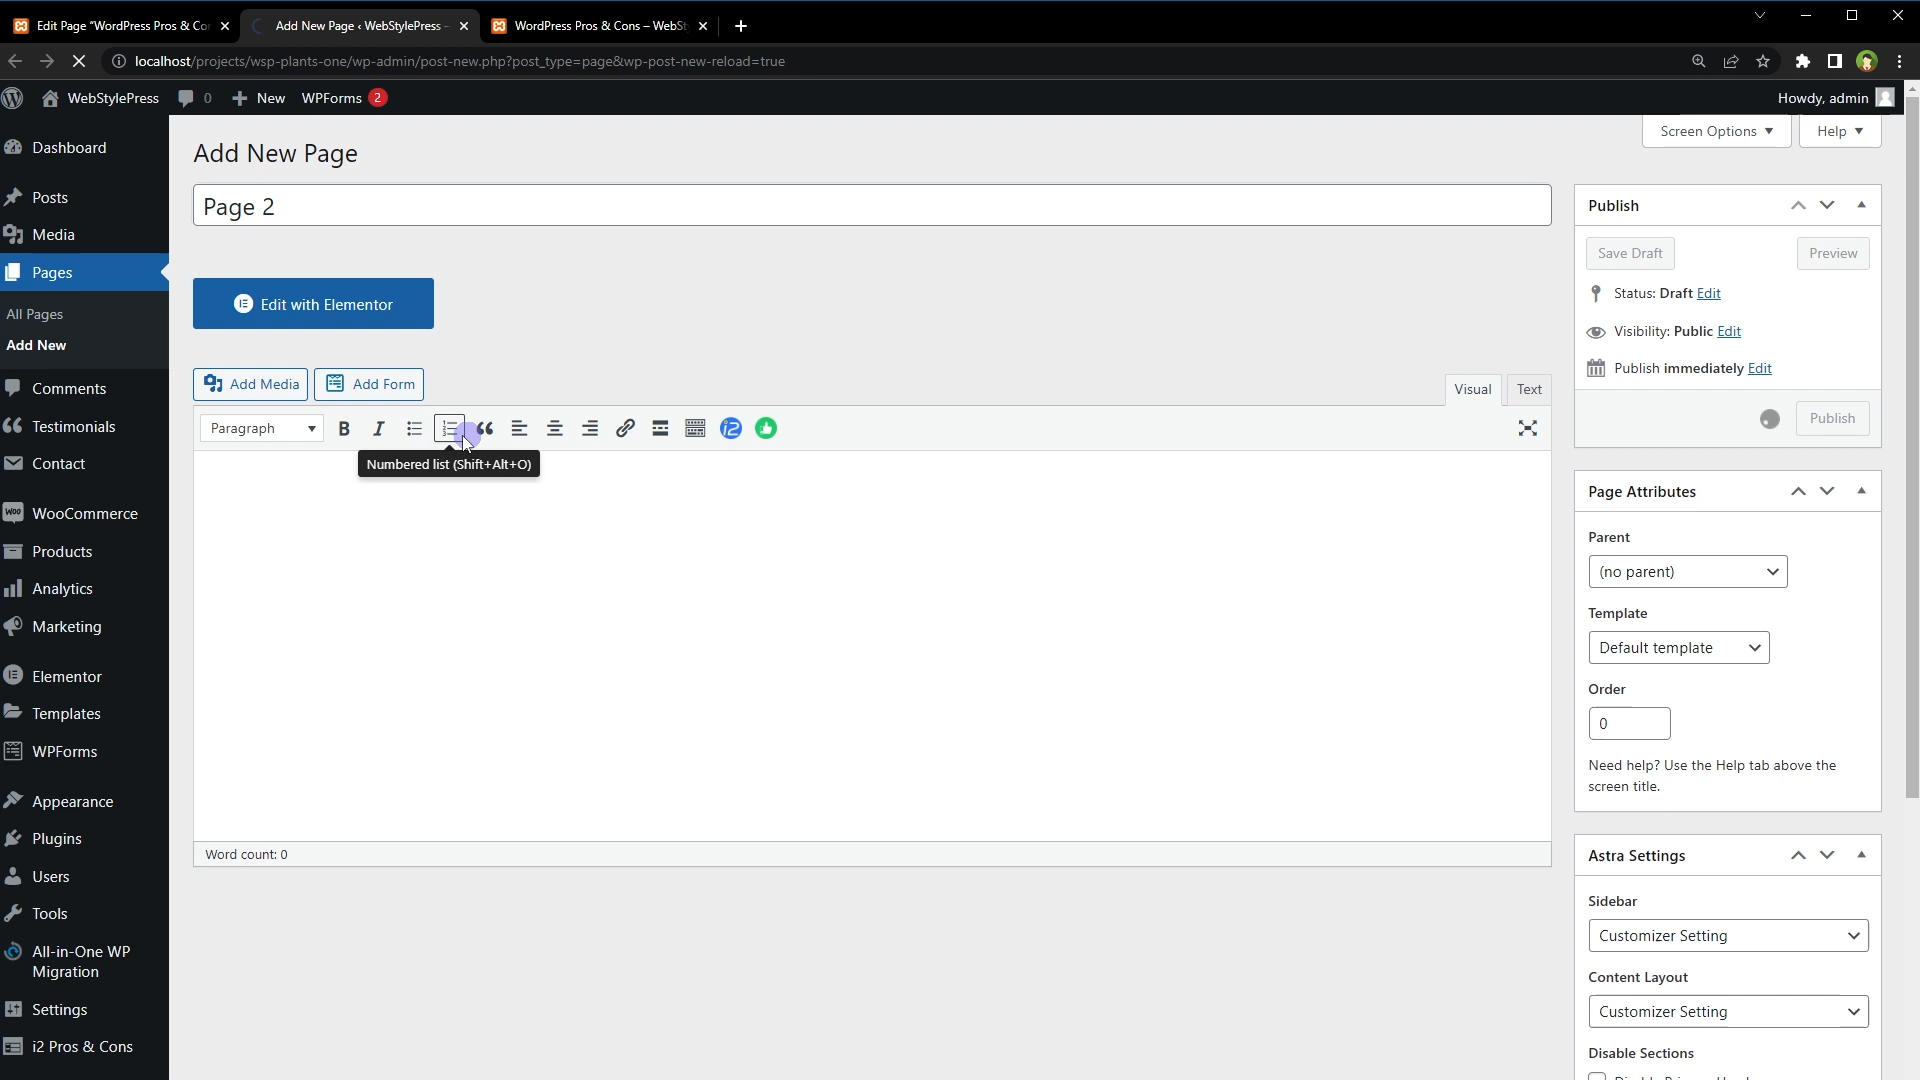 Edit Page “WordPress Pros & Co
Add New Page ‹ WebStylePress –
WordPress Pros & Cons – WebSt
localhost/projects/wsp-plants-one/wp-admin/post-new.php?post_type=page&wp-post-new-reload=true
WebStylePress
0
New
WPForms 2
Howdy, admin
Screen Options
Help
Dashboard
Posts
Media
Pages
All Pages
Add New
Comments
Testimonials
Contact
WooCommerce
Products
Analytics
Marketing
Elementor
Templates
WPForms
Appearance
Plugins
Users
Tools
All-in-One WP
Migration
Settings
i2 Pros & Cons
Add New Page
Page 2
Edit with Elementor
Add Media
Add Form
Visual
Text
Paragraph
B
I
i2
Numbered list (Shift+Alt+O)
Word count: 0
Publish
Save Draft
Preview
Status: Draft Edit
Visibility: Public Edit
Publish immediately Edit
Publish
Page Attributes
Parent
(no parent)
Template
Default template
Order
0
Need help? Use the Help tab above the
screen title.
Astra Settings
Sidebar
Customizer Setting
Content Layout
Customizer Setting
Disable Sections